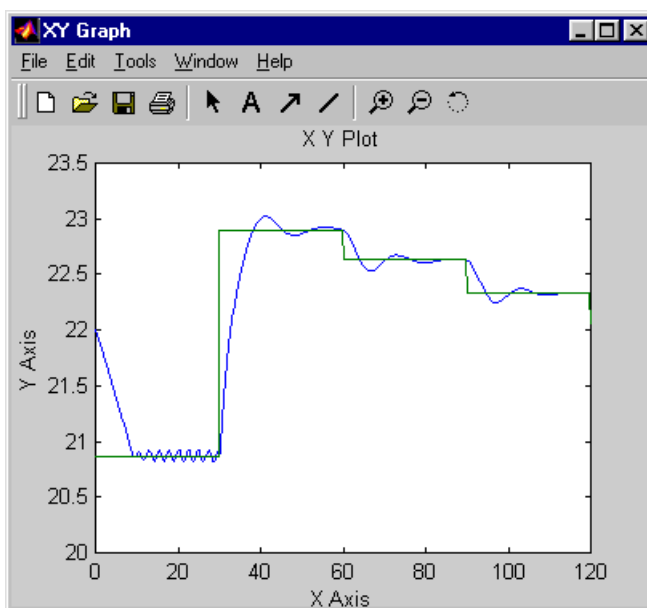 XY Graph
File Edit Tools Window Help
A
X Y Plot
23.5
23
22.5
22
21.5
21
20.5
20
Y Axis
0 20 40 60 80 100 120
X Axis